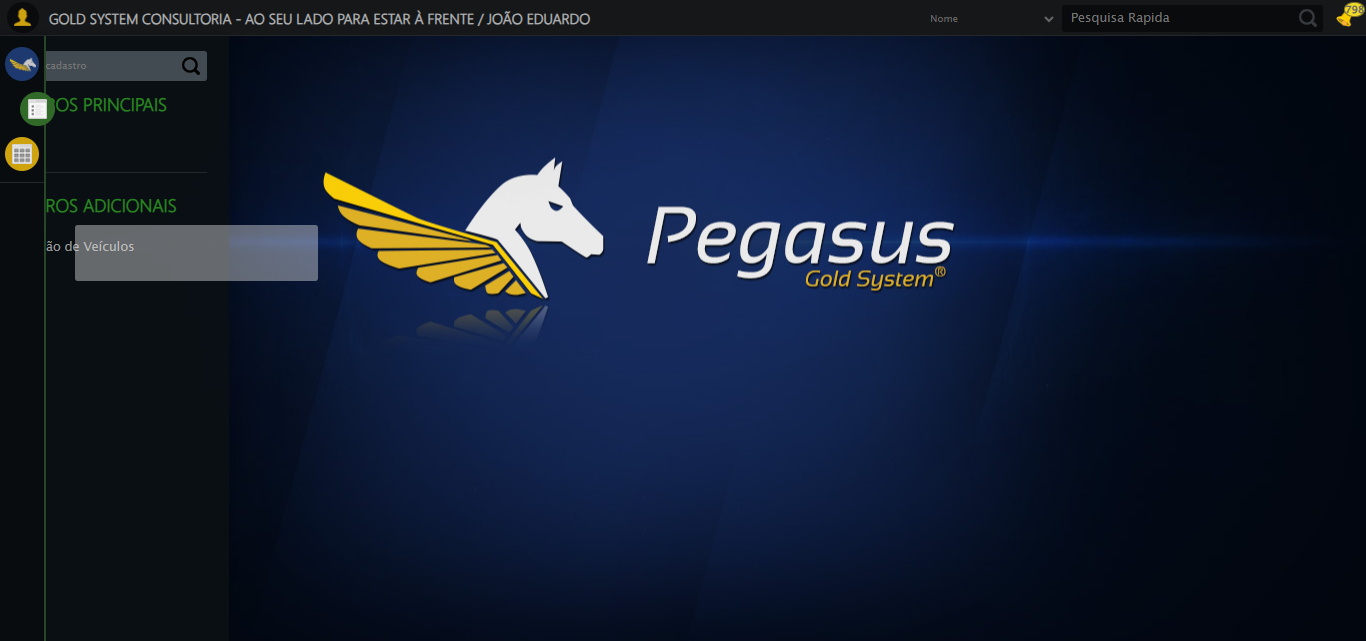 GOLD SYSTEM CONSULTORIA - AO SEU LADO PARA ESTAR À FRENTE / JOÃO EDUARDO
Nome
Pesquisa Rapida
798
cadastro
OS PRINCIPAIS
ROS ADICIONAIS
ão de Veículos
Pegasus
Gold System®